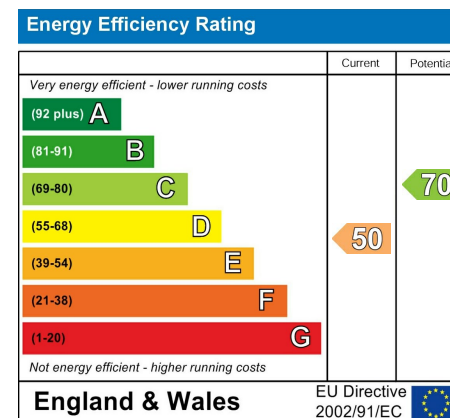 Energy Efficiency Rating
Current Potentia
Very energy efficient - lower running costs
(92 plus) A
(81-91) B
(69-80) C
70
(55-68) D
50
(39-54) E
(21-38) F
(1-20) G
Not energy efficient - higher running costs
England & Wales
EU Directive
2002/91/EC